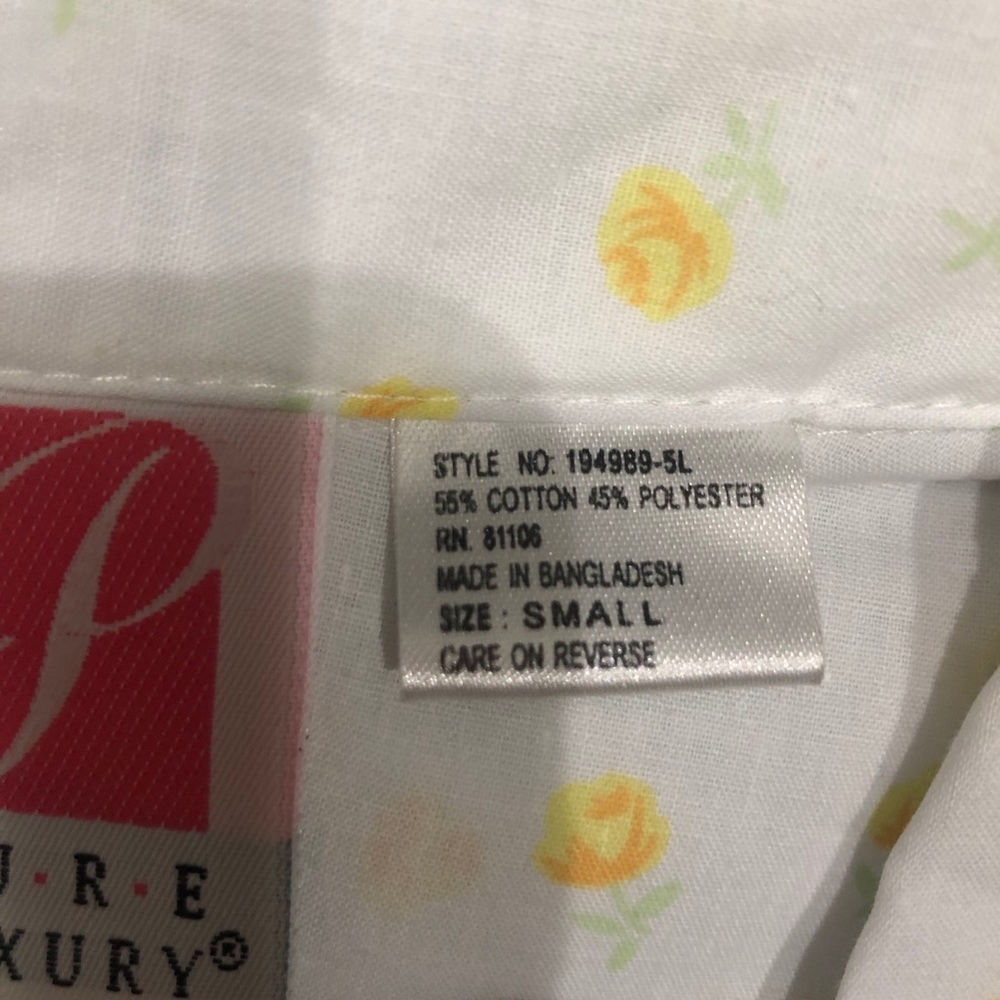 STYLE NO: 194989-5L
55% COTTON 45% POLYESTER
RN. 81106
MADE IN BANGLADESH
SIZE : SMALL
CARE ON REVERSE
U·R·E
XURY®